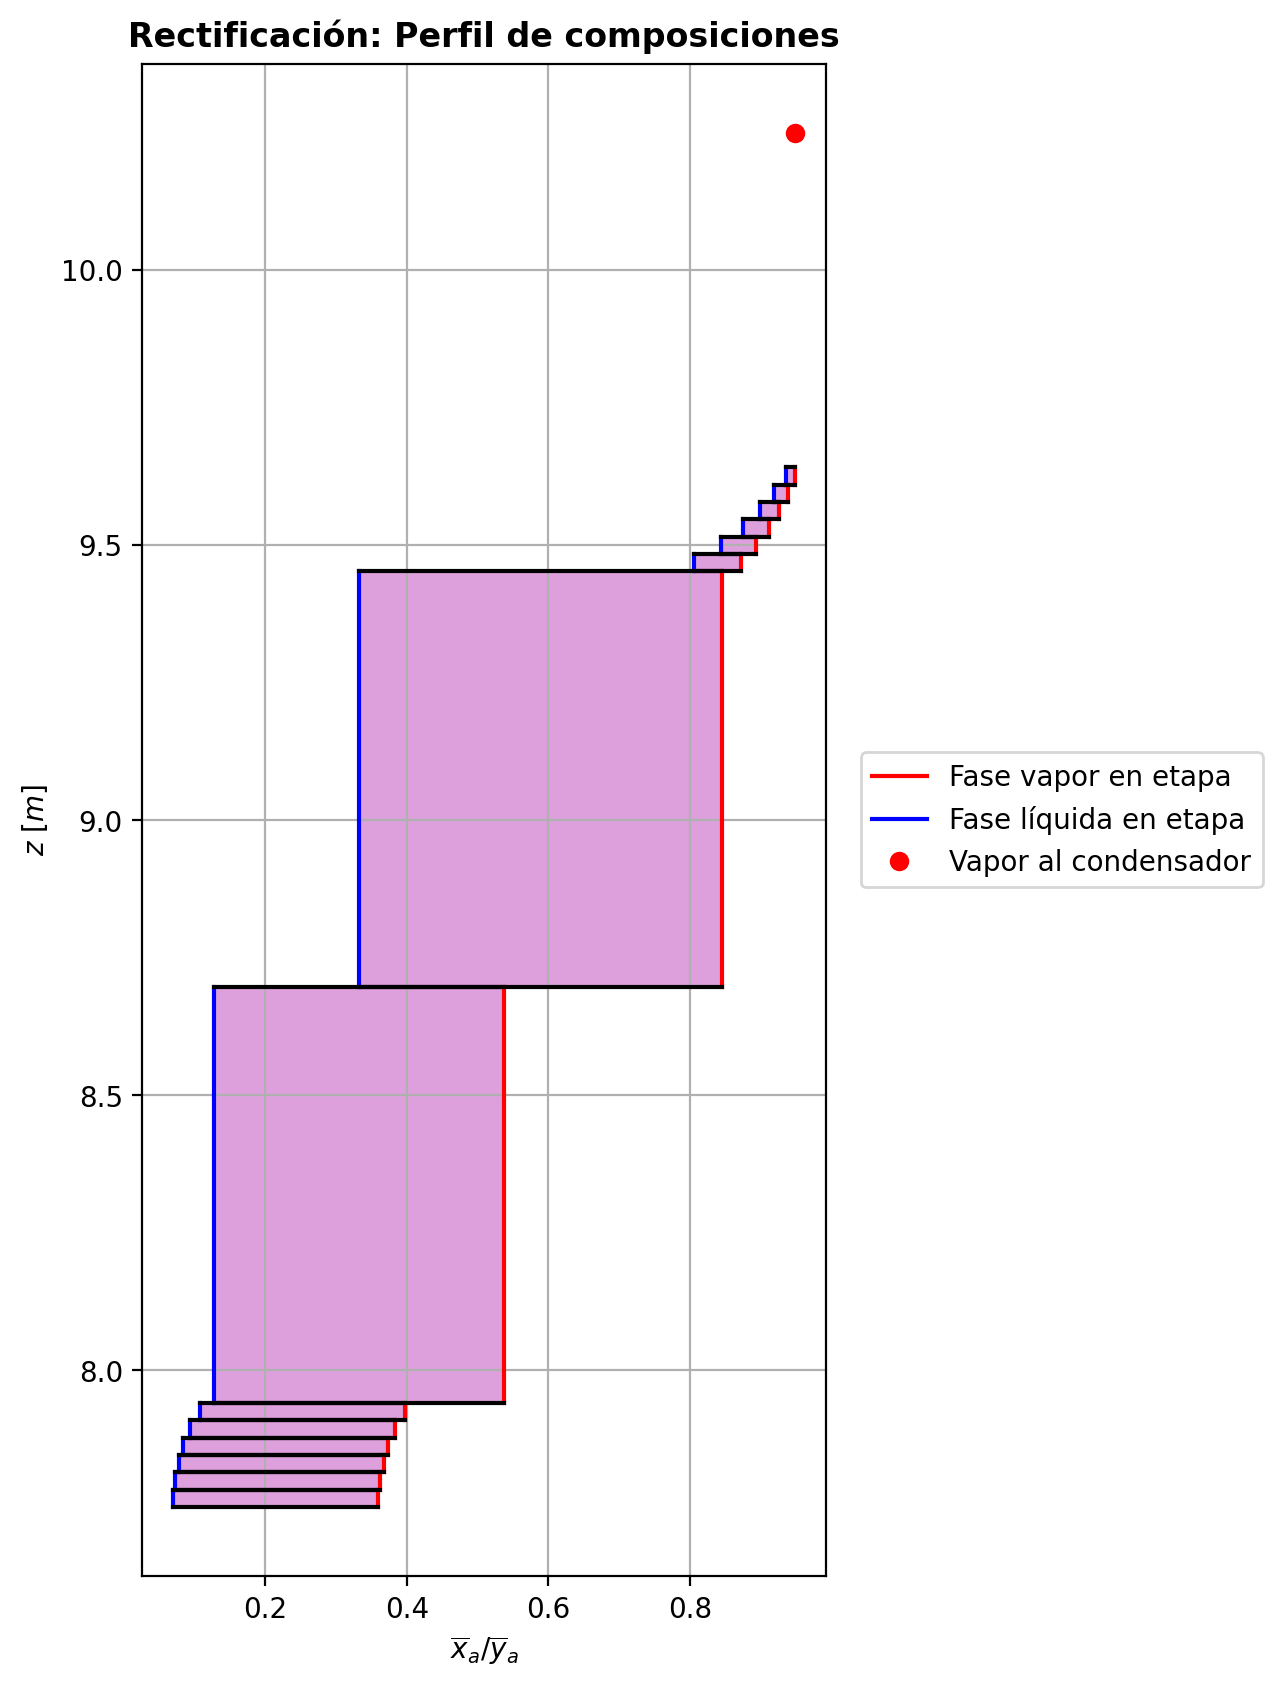 Rectificación: Perfil de composiciones
10.0
9.5
9.0
8.5
8.0
z [m]
0.2 0.4 0.6 0.8
x̅ₐ/y̅ₐ
Fase vapor en etapa
Fase líquida en etapa
Vapor al condensador